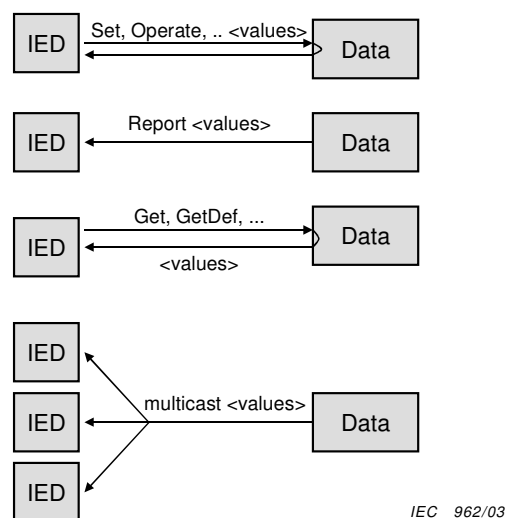 Set, Operate, .. <values>
IED
Data
Report <values>
IED
Data
Get, GetDef, ...
IED
Data
<values>
IED
multicast <values>
IED
Data
IED
IEC 962/03